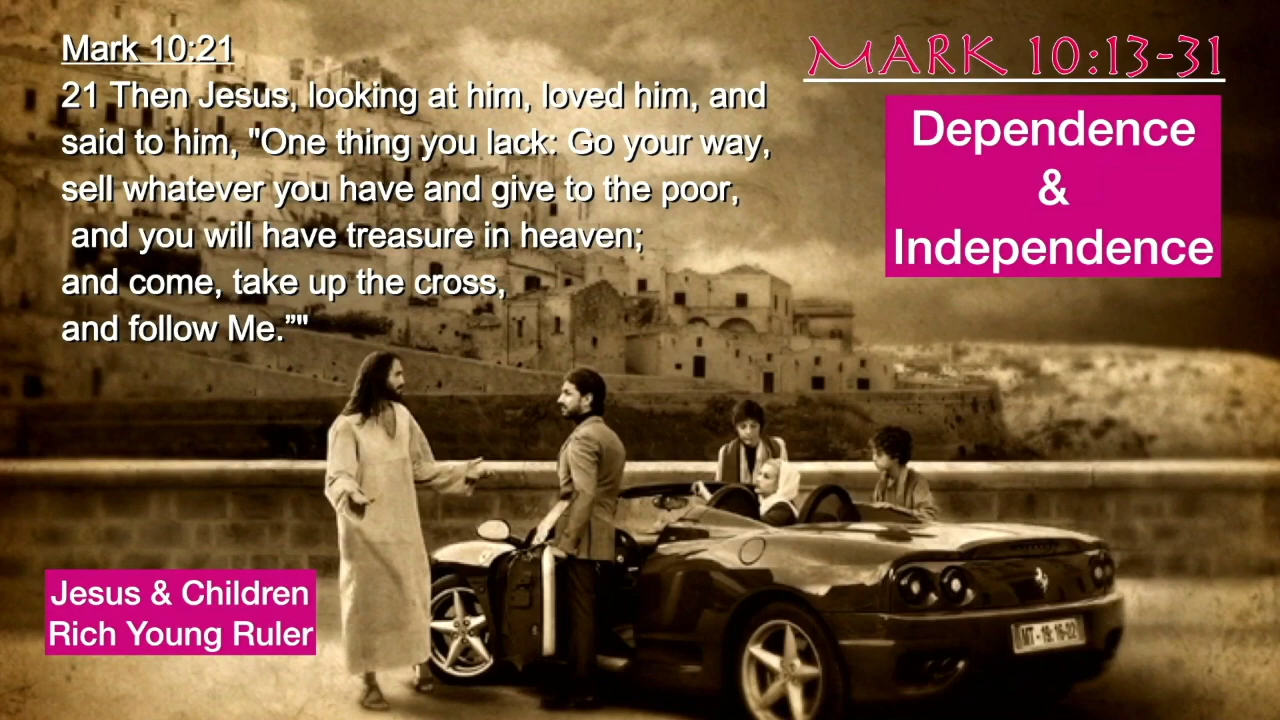 Mark 10:21
21 Then Jesus, looking at him, loved him, and
said to him, "One thing you lack: Go your way,
sell whatever you have and give to the poor,
and you will have treasure in heaven;
and come, take up the cross,
and follow Me.”"
MARK 10:13-31
Dependence
&
Independence
Jesus & Children
Rich Young Ruler
MT-19:16-22